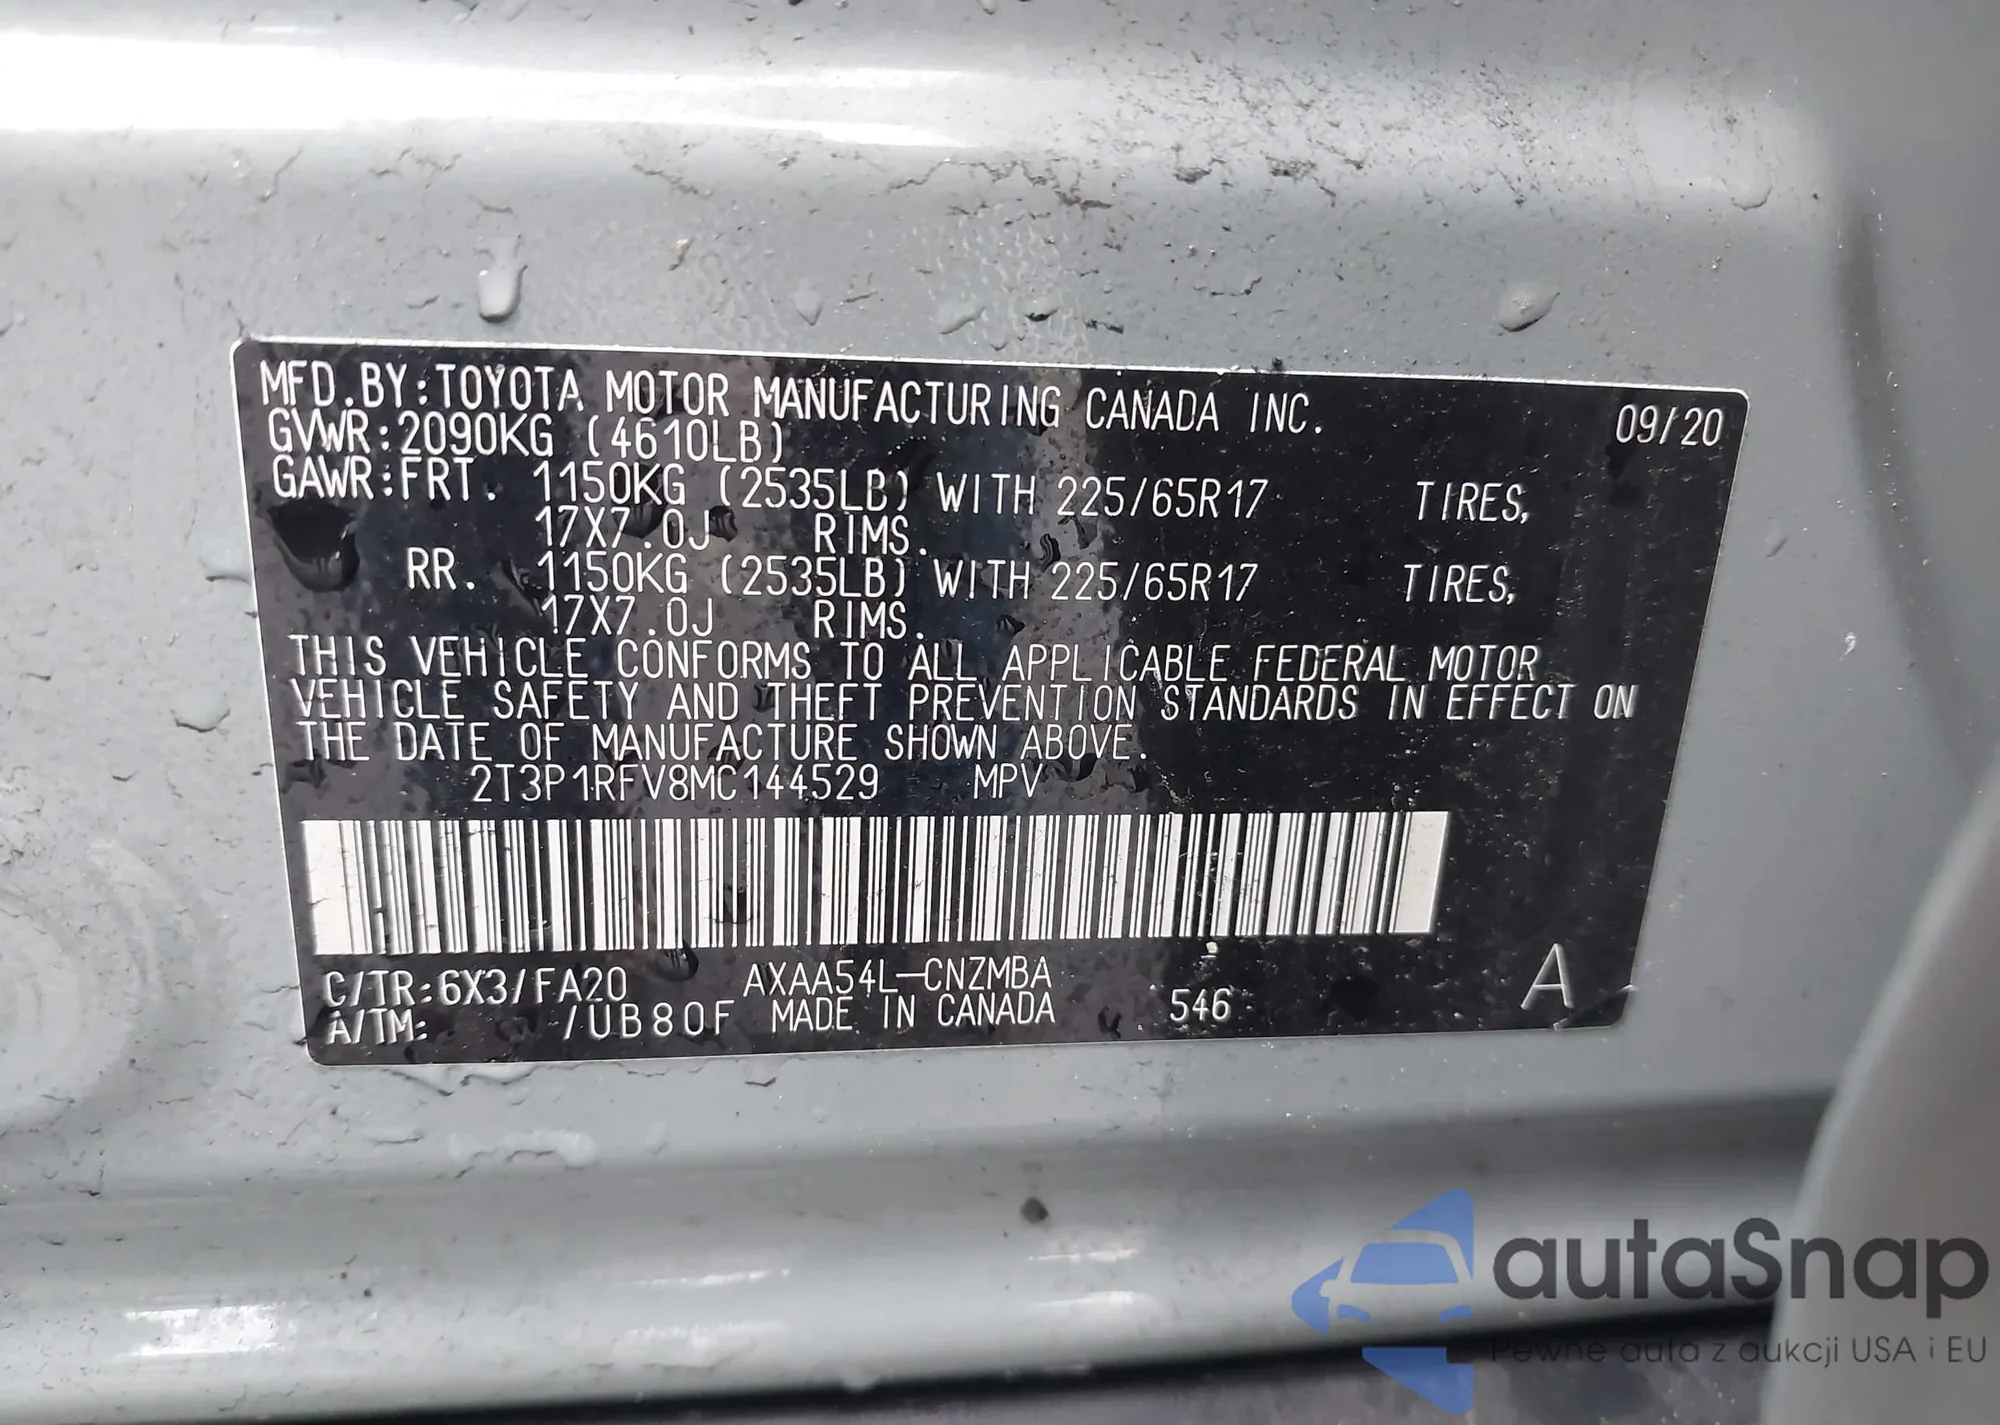 MFD.BY:TOYOTA MOTOR MANUFACTURING CANADA INC. 09/20
GVWR:2090KG (4610LB)
GAWR:FRT. 1150KG (2535LB) WITH 225/65R17 TIRES,
17X7.0J RIMS.
RR. 1150KG (2535LB) WITH 225/65R17 TIRES,
17X7.0J RIMS.
THIS VEHICLE CONFORMS TO ALL APPLICABLE FEDERAL MOTOR
VEHICLE SAFETY AND THEFT PREVENTION STANDARDS IN EFFECT ON
THE DATE OF MANUFACTURE SHOWN ABOVE.
2T3P1RFV8MC144529 MPV
C/TR:6X3/FA20 AXAA54L-CNZMBA
A/TM: /UB80F MADE IN CANADA 546 A
autaSnap
Pewne auta z aukcji USA i EU